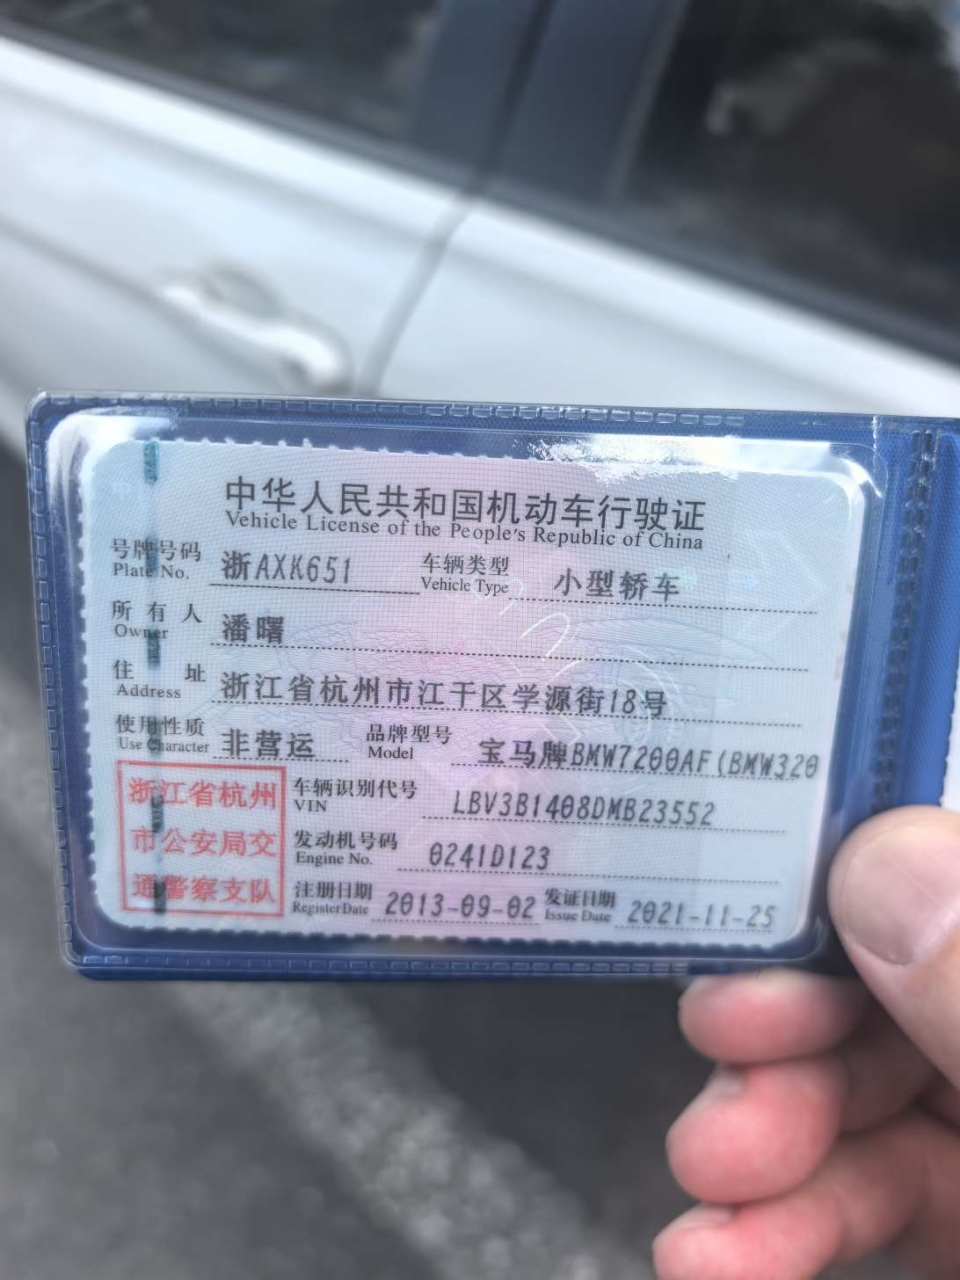 中华人民共和国机动车行驶证
Vehicle License of the People's Republic of China
号牌号码 浙AXK651 车辆类型 小型轿车
Plate No. Vehicle Type
所有人 潘曙
Owner
住址 浙江省杭州市江干区学源街18号
Address
使用性质 非营运 品牌型号 宝马牌BMW7200AF(BMW320
Use Character Model
浙江省杭州
市公安局交
通警察支队
车辆识别代号 LBV3B1408DMB23552
VIN
发动机号码 0241D123
Engine No.
注册日期 2013-09-02 发证日期 2021-11-25
Register Date Issue Date